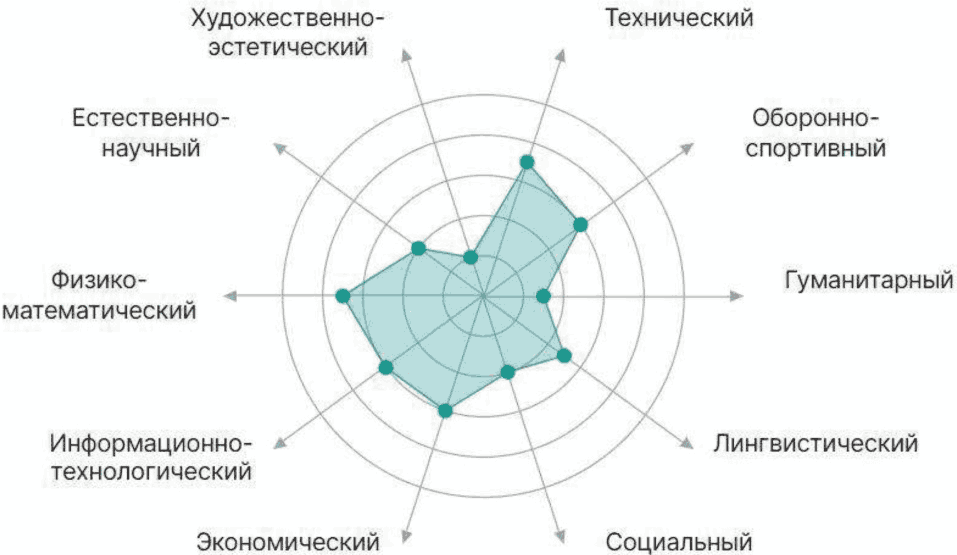 Художественно-
эстетический
Технический
Естественно-
научный
Оборонно-
спортивный
Физико-
математический
Гуманитарный
Информационно-
технологический
Лингвистический
Экономический
Социальный